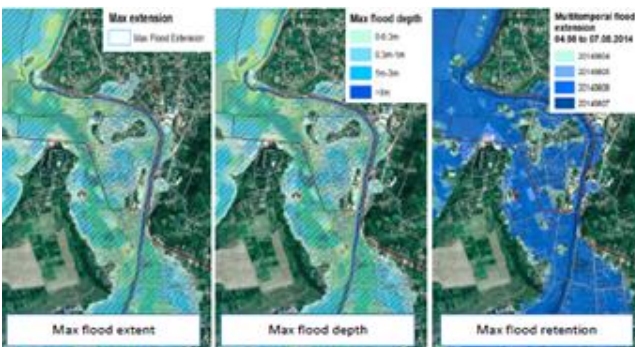 Max extension
Max Flood Extension
Max flood depth
0-0.3m
0.3m-1m
1m-3m
>3m
Multitemporal flood
extension
04.08 to 07.08.2014
20140804
20140805
20140806
20140807
Max flood extent
Max flood depth
Max flood retention